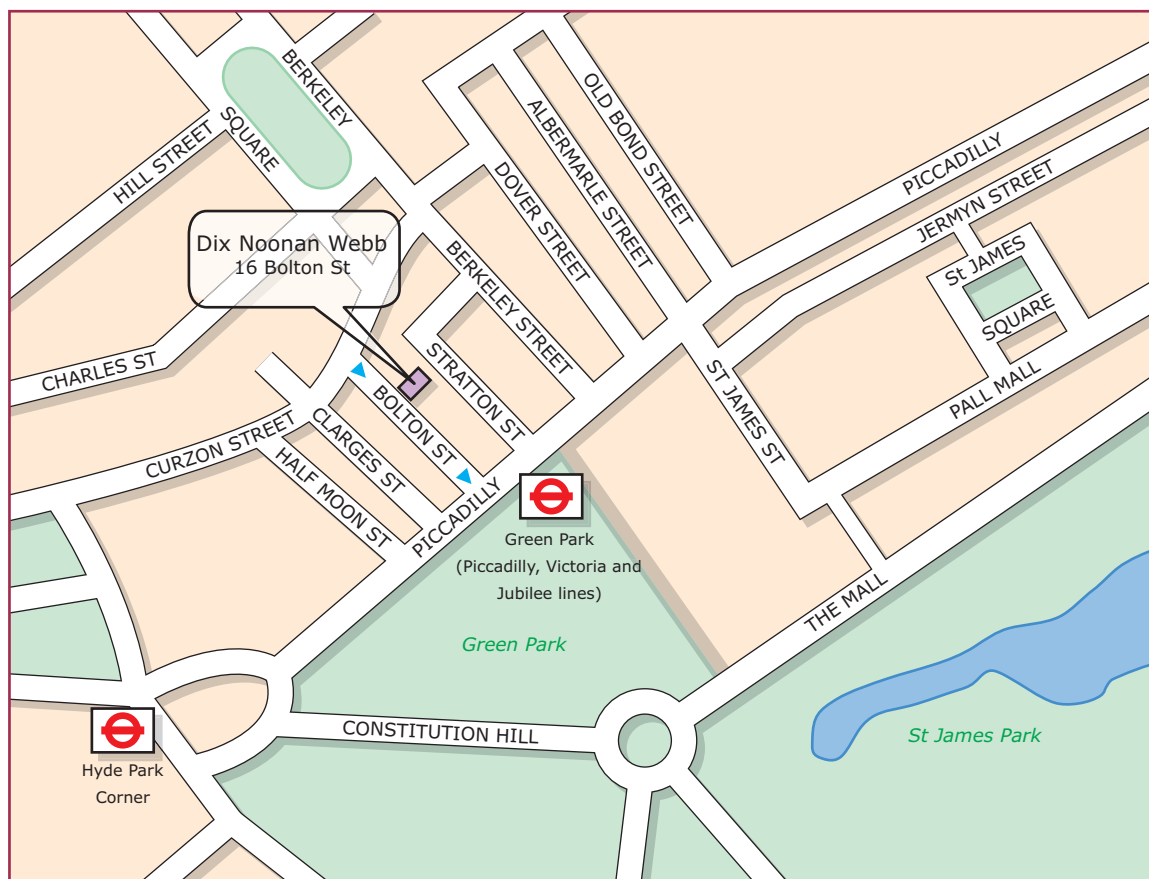 BERKELEY
SQUARE
HILL STREET
OLD BOND STREET
ALBERMARLE STREET
DOVER STREET
PICCADILLY
JERMYN STREET
St JAMES
SQUARE
Dix Noonan Webb
16 Bolton St
BERKELEY STREET
STRATTON ST
CHARLES ST
BOLTON ST
CLARGES ST
CURZON STREET
HALF MOON ST
PICCADILLY
ST JAMES ST
PALL MALL
Green Park
(Piccadilly, Victoria and
Jubilee lines)
THE MALL
Green Park
CONSTITUTION HILL
St James Park
Hyde Park
Corner